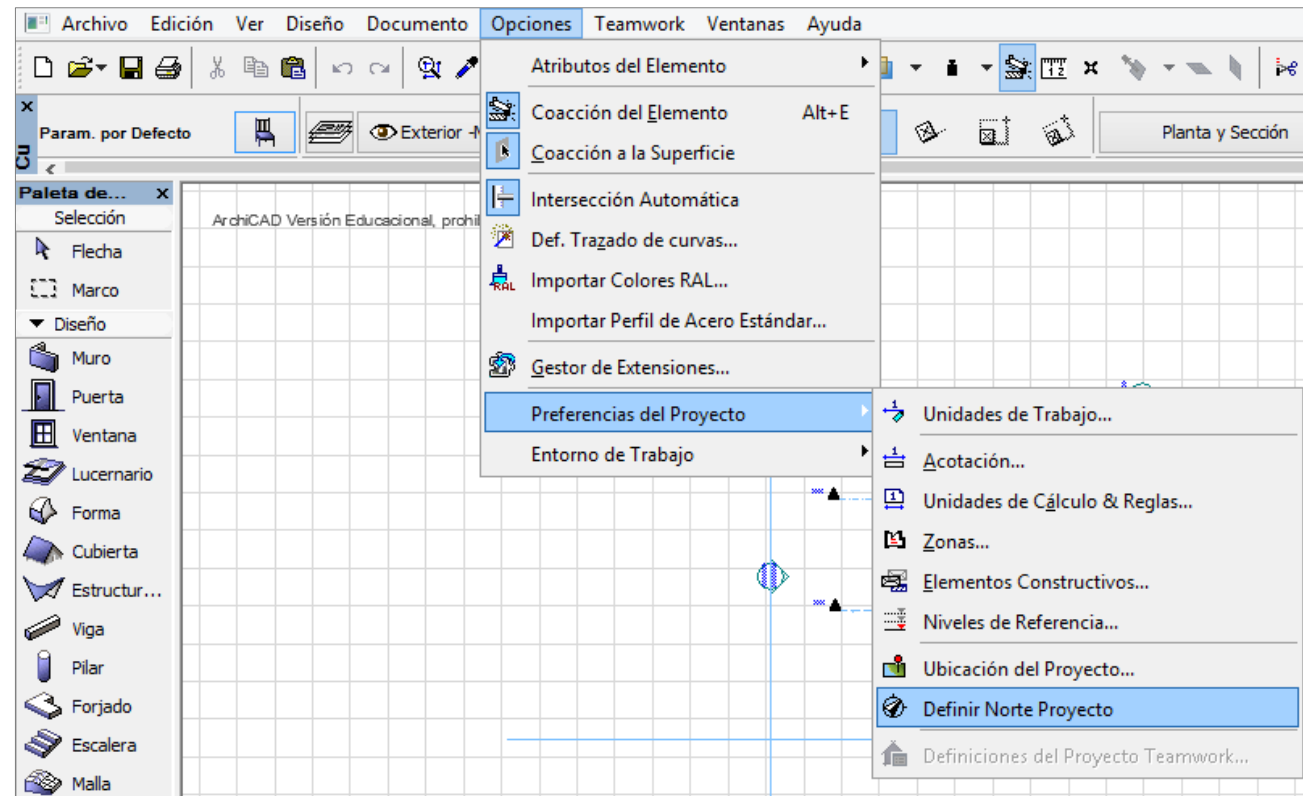 Archivo Edición Ver Diseño Documento Opciones Teamwork Ventanas Ayuda
Param. por Defecto
Exterior -
Planta y Sección
Cu
Paleta de...
Selección
Flecha
Marco
Diseño
Muro
Puerta
Ventana
Lucernario
Forma
Cubierta
Estructur...
Viga
Pilar
Forjado
Escalera
Malla
ArchiCAD Versión Educacional, prohi
Atributos del Elemento
Coacción del Elemento Alt+E
Coacción a la Superficie
Intersección Automática
Def. Trazado de curvas...
RAL
Importar Colores RAL...
Importar Perfil de Acero Estándar...
Gestor de Extensiones...
Preferencias del Proyecto
Entorno de Trabajo
Unidades de Trabajo...
Acotación...
Unidades de Cálculo & Reglas...
Zonas...
Elementos Constructivos...
Niveles de Referencia...
Ubicación del Proyecto...
Definir Norte Proyecto
Definiciones del Proyecto Teamwork...